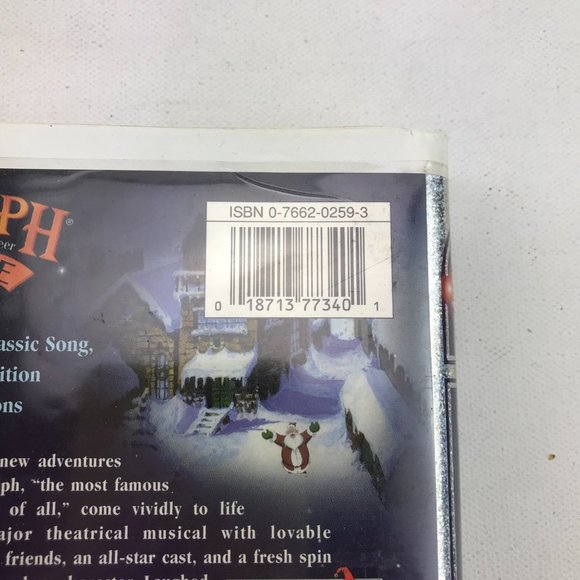 PH®
eer
E
ISBN 0-7662-0259-3
0 18713 77340 1
assic Song,
ition
ons
new adventures
ph, "the most famous
of all," come vividly to life
ajor theatrical musical with lovable
friends, an all-star cast, and a fresh spin